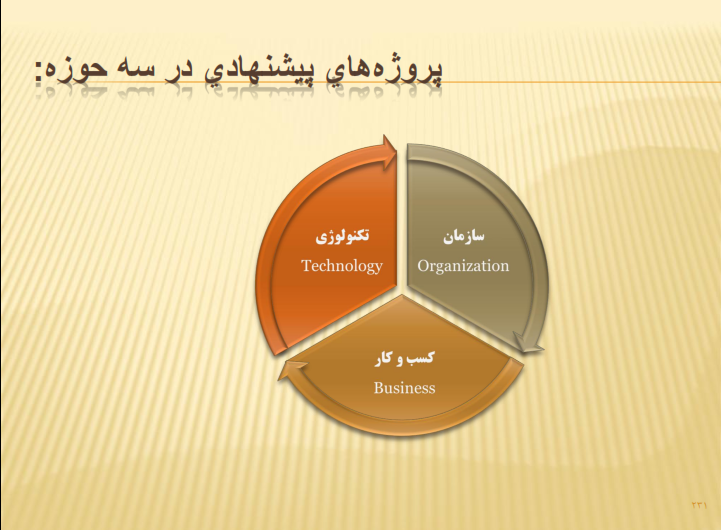 پروژه‌هاي پيشنهادي در سه حوزه:
تکنولوژی
Technology
سازمان
Organization
کسب و کار
Business
۲۳۱